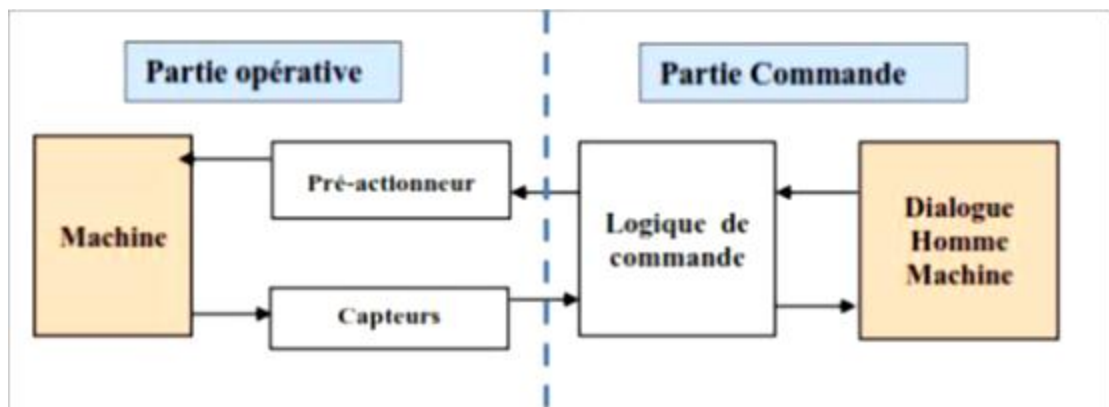 Partie opérative
Partie Commande
Machine
Pré-actionneur
Capteurs
Logique de
commande
Dialogue
Homme
Machine